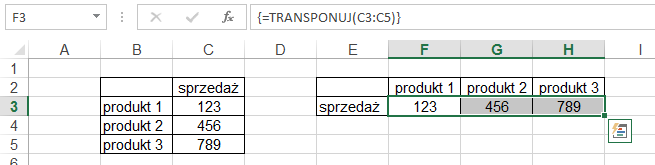 F3 fx {=TRANSPONUJ(C3:C5)}
A B C D E F G H I
1
2 sprzedaż produkt 1 produkt 2 produkt 3
3 produkt 1 123 sprzedaż 123 456 789
4 produkt 2 456
5 produkt 3 789
6